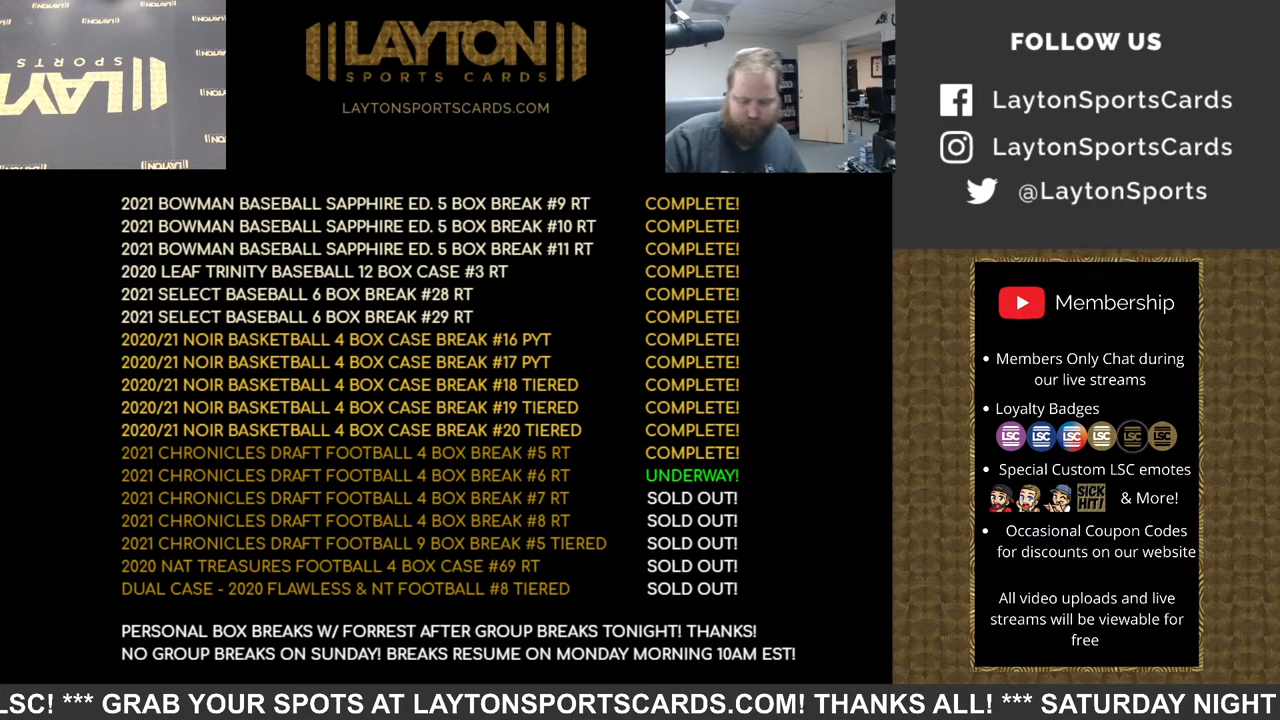 LAYTON
SPORTS CARDS
LAYTONSPORTSCARDS.COM
LAYTON
SPORTS
2021 BOWMAN BASEBALL SAPPHIRE ED. 5 BOX BREAK #9 RT COMPLETE!
2021 BOWMAN BASEBALL SAPPHIRE ED. 5 BOX BREAK #10 RT COMPLETE!
2021 BOWMAN BASEBALL SAPPHIRE ED. 5 BOX BREAK #11 RT COMPLETE!
2020 LEAF TRINITY BASEBALL 12 BOX CASE #3 RT COMPLETE!
2021 SELECT BASEBALL 6 BOX BREAK #28 RT COMPLETE!
2021 SELECT BASEBALL 6 BOX BREAK #29 RT COMPLETE!
2020/21 NOIR BASKETBALL 4 BOX CASE BREAK #16 PYT COMPLETE!
2020/21 NOIR BASKETBALL 4 BOX CASE BREAK #17 PYT COMPLETE!
2020/21 NOIR BASKETBALL 4 BOX CASE BREAK #18 TIERED COMPLETE!
2020/21 NOIR BASKETBALL 4 BOX CASE BREAK #19 TIERED COMPLETE!
2020/21 NOIR BASKETBALL 4 BOX CASE BREAK #20 TIERED COMPLETE!
2021 CHRONICLES DRAFT FOOTBALL 4 BOX BREAK #5 RT COMPLETE!
2021 CHRONICLES DRAFT FOOTBALL 4 BOX BREAK #6 RT UNDERWAY!
2021 CHRONICLES DRAFT FOOTBALL 4 BOX BREAK #7 RT SOLD OUT!
2021 CHRONICLES DRAFT FOOTBALL 4 BOX BREAK #8 RT SOLD OUT!
2021 CHRONICLES DRAFT FOOTBALL 9 BOX BREAK #5 TIERED SOLD OUT!
2020 NAT TREASURES FOOTBALL 4 BOX CASE #69 RT SOLD OUT!
DUAL CASE - 2020 FLAWLESS & NT FOOTBALL #8 TIERED SOLD OUT!
PERSONAL BOX BREAKS W/ FORREST AFTER GROUP BREAKS TONIGHT! THANKS!
NO GROUP BREAKS ON SUNDAY! BREAKS RESUME ON MONDAY MORNING 10AM EST!
FOLLOW US
LaytonSportsCards
LaytonSportsCards
@LaytonSports
Membership
• Members Only Chat during
our live streams
• Loyalty Badges
LSC LSC LSC LSC LSC LSC
• Special Custom LSC emotes
SICK HIT! & More!
• Occasional Coupon Codes
for discounts on our website
All video uploads and live
streams will be viewable for
free
LSC! *** GRAB YOUR SPOTS AT LAYTONSPORTSCARDS.COM! THANKS ALL! *** SATURDAY NIGHT